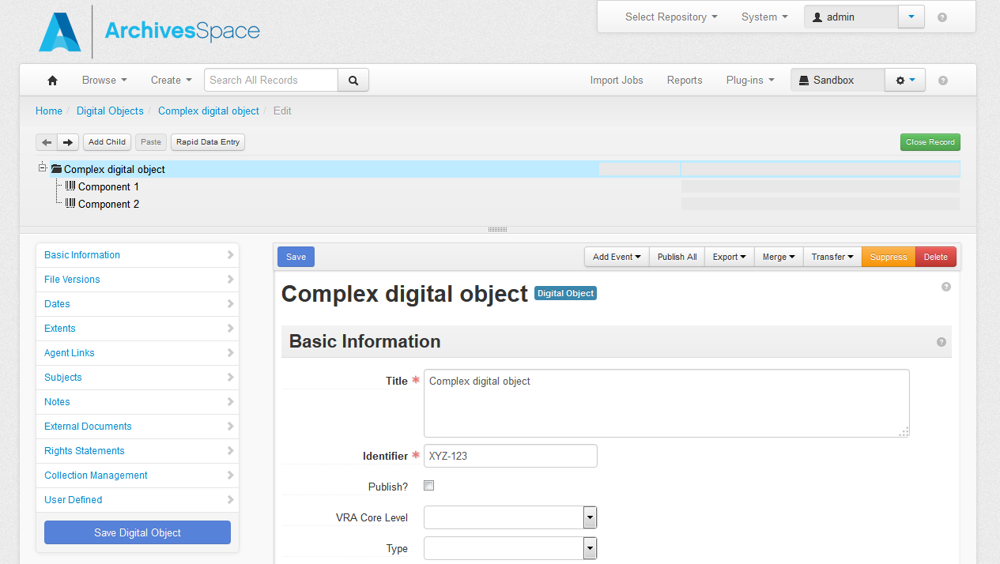 ArchivesSpace
Select Repository System admin
Browse Create Search All Records Import Jobs Reports Plug-ins Sandbox
Home / Digital Objects / Complex digital object / Edit
Add Child Paste Rapid Data Entry Close Record
Complex digital object
Component 1
Component 2
Basic Information
File Versions
Dates
Extents
Agent Links
Subjects
Notes
External Documents
Rights Statements
Collection Management
User Defined
Save Digital Object
Save Add Event Publish All Export Merge Transfer Suppress Delete
Complex digital object Digital Object
Basic Information
Title * Complex digital object
Identifier * XYZ-123
Publish?
VRA Core Level
Type